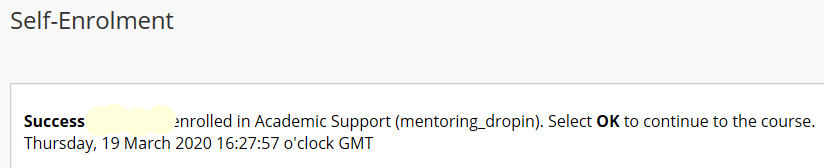 Self-Enrolment
Success enrolled in Academic Support (mentoring_dropin). Select OK to continue to the course.
Thursday, 19 March 2020 16:27:57 o'clock GMT